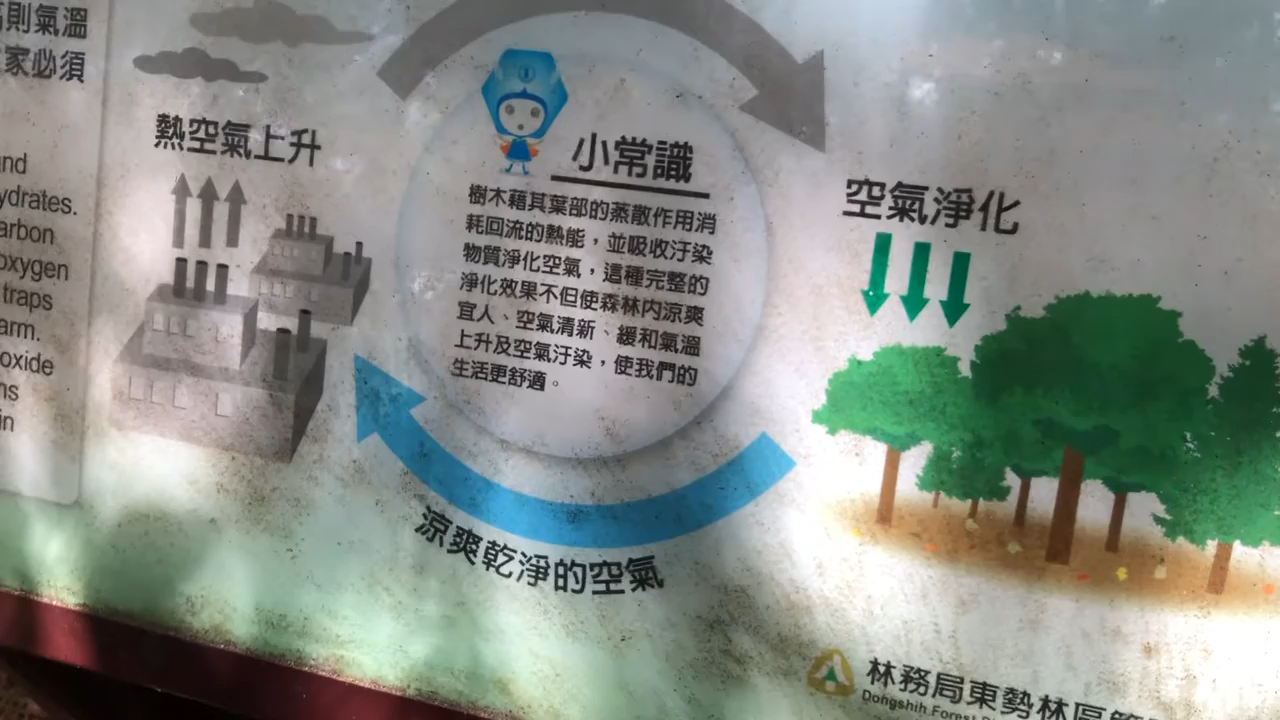 則氣溫
家必須
nd
ydrates.
arbon
oxygen
traps
arm.
oxide
ns
in
熱空氣上升
小常識
樹木藉其葉部的蒸散作用消
耗回流的熱能，並吸收汙染
物質淨化空氣，這種完整的
淨化效果不但使森林內涼爽
宜人、空氣清新、緩和氣溫
上升及空氣汙染，使我們的
生活更舒適。
空氣淨化
涼爽乾淨的空氣
林務局東勢林區
Dongshih Forest